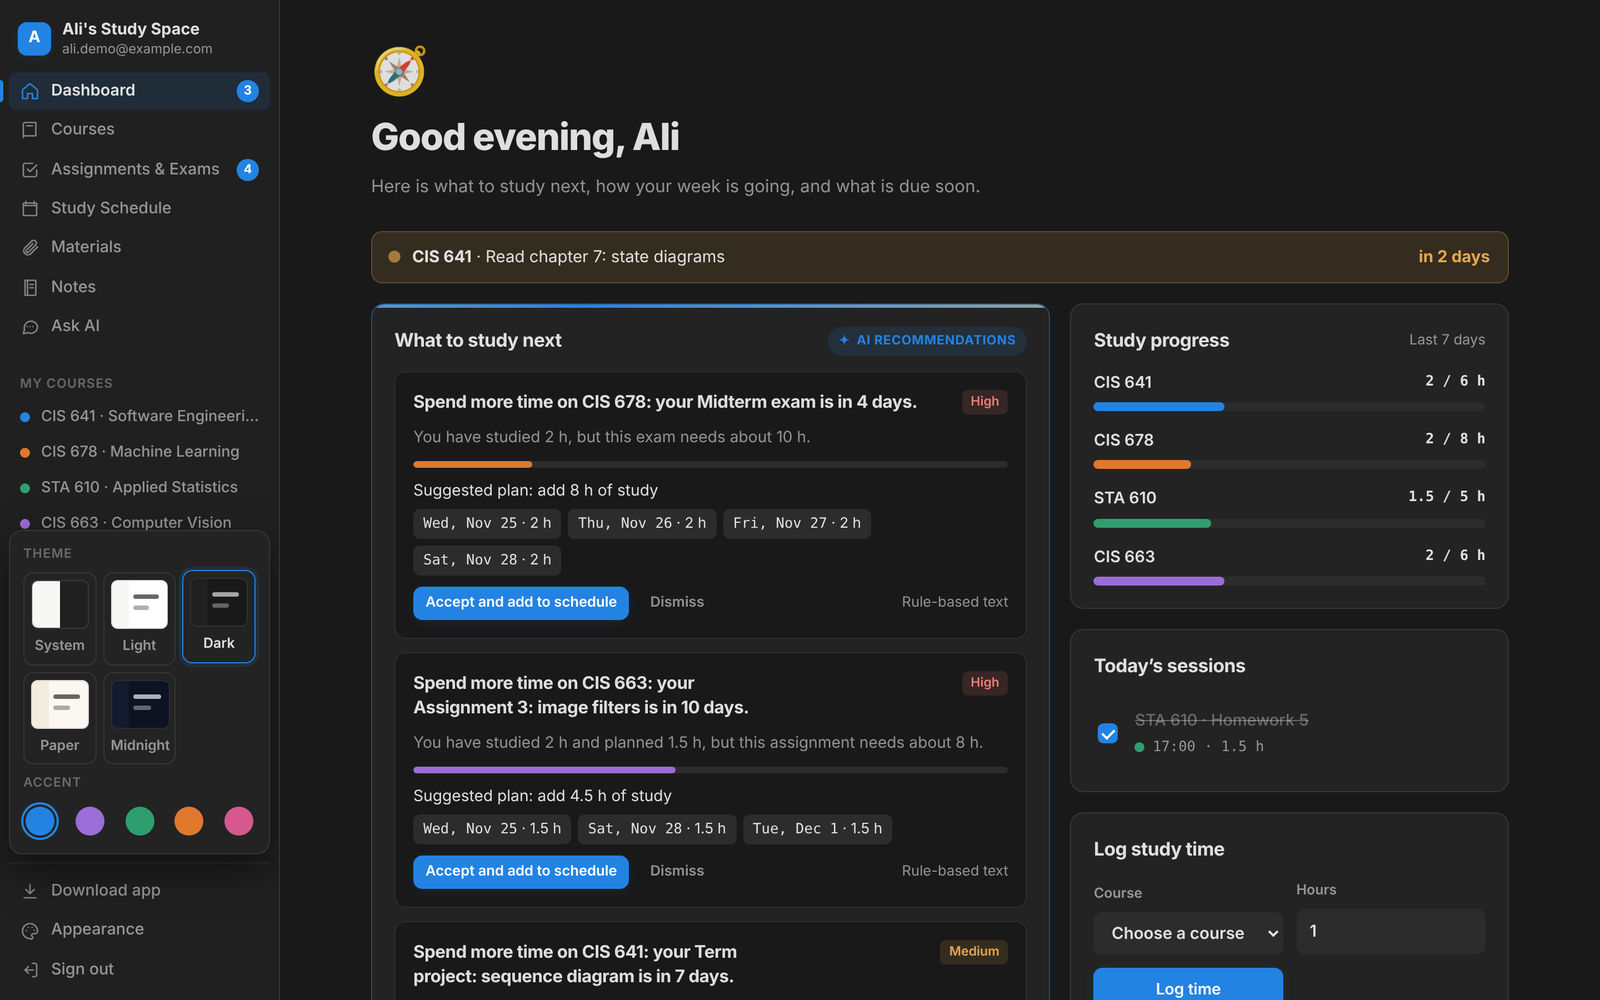 A
Ali's Study Space
ali.demo@example.com
Dashboard
3
Courses
Assignments & Exams
4
Study Schedule
Materials
Notes
Ask AI
MY COURSES
CIS 641 · Software Engineeri...
CIS 678 · Machine Learning
STA 610 · Applied Statistics
CIS 663 · Computer Vision
THEME
System
Light
Dark
Paper
Midnight
ACCENT
Download app
Appearance
Sign out
Good evening, Ali
Here is what to study next, how your week is going, and what is due soon.
CIS 641 · Read chapter 7: state diagrams
in 2 days
What to study next
✦ AI RECOMMENDATIONS
Spend more time on CIS 678: your Midterm exam is in 4 days.
High
You have studied 2 h, but this exam needs about 10 h.
Suggested plan: add 8 h of study
Wed, Nov 25 · 2 h
Thu, Nov 26 · 2 h
Fri, Nov 27 · 2 h
Sat, Nov 28 · 2 h
Accept and add to schedule
Dismiss
Rule-based text
Spend more time on CIS 663: your
Assignment 3: image filters is in 10 days.
High
You have studied 2 h and planned 1.5 h, but this assignment needs about 8 h.
Suggested plan: add 4.5 h of study
Wed, Nov 25 · 1.5 h
Sat, Nov 28 · 1.5 h
Tue, Dec 1 · 1.5 h
Accept and add to schedule
Dismiss
Rule-based text
Spend more time on CIS 641: your Term
project: sequence diagram is in 7 days.
Medium
Study progress
Last 7 days
CIS 641
2 / 6 h
CIS 678
2 / 8 h
STA 610
1.5 / 5 h
CIS 663
2 / 6 h
Today’s sessions
STA 610 · Homework 5
17:00 · 1.5 h
Log study time
Course
Hours
Choose a course
1
Log time